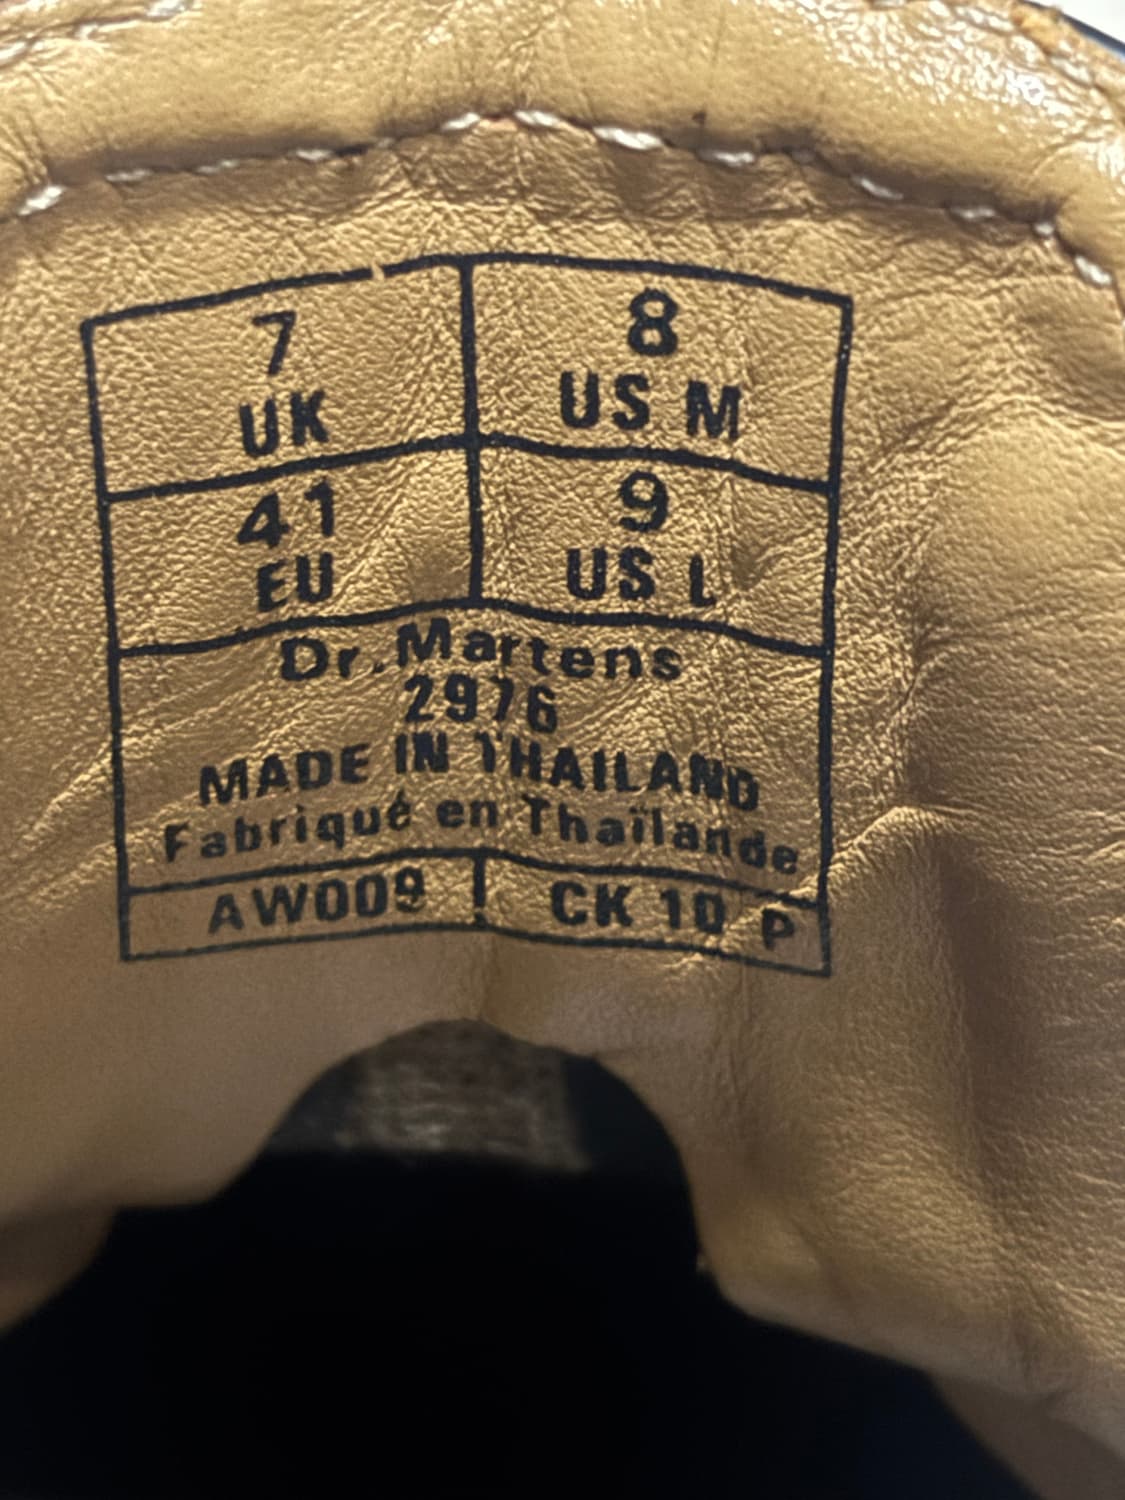 7
UK
8
US M
41
EU
9
US L
Dr. Martens
2976
MADE IN THAILAND
Fabriqué en Thaïlande
AW009
CK 10 P